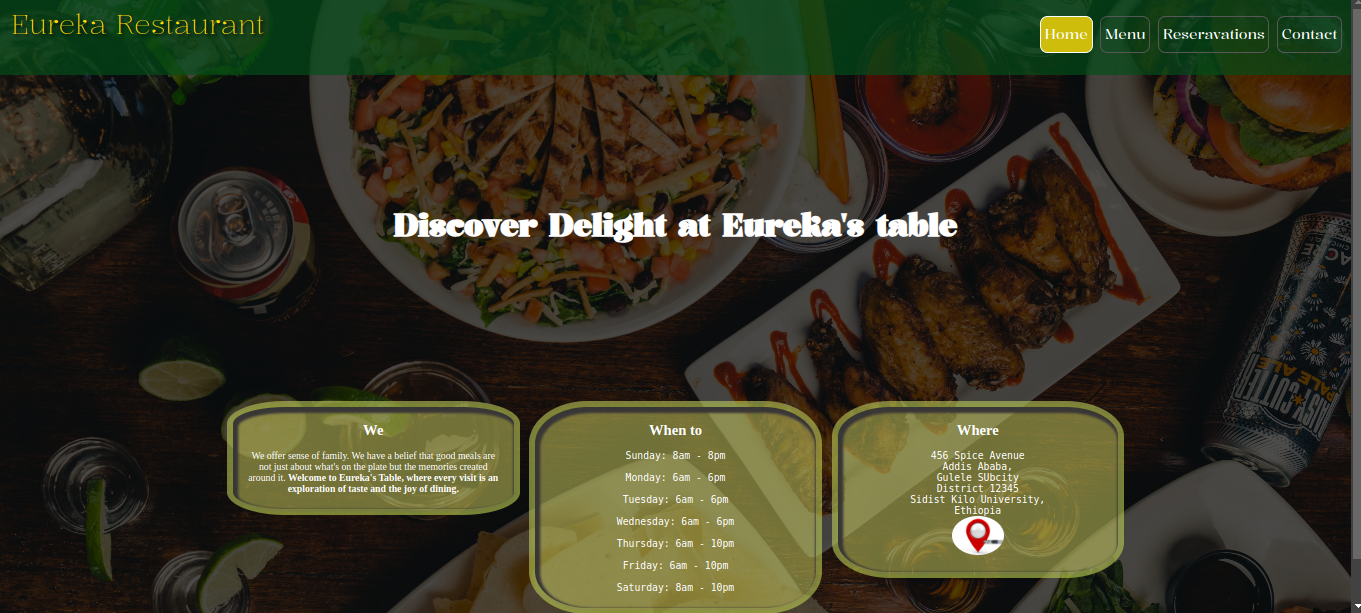 Eureka Restaurant
Home Menu Reseravations Contact
Discover Delight at Eureka's table
We
We offer sense of family. We have a belief that good meals are
not just about what's on the plate but the memories created
around it. Welcome to Eureka's Table, where every visit is an
exploration of taste and the joy of dining.
When to
Sunday: 8am - 8pm
Monday: 6am - 6pm
Tuesday: 6am - 6pm
Wednesday: 6am - 6pm
Thursday: 6am - 10pm
Friday: 6am - 10pm
Saturday: 8am - 10pm
Where
456 Spice Avenue
Addis Ababa,
Gulele SUbcity
District 12345
Sidist Kilo University,
Ethiopia
PALE ALE